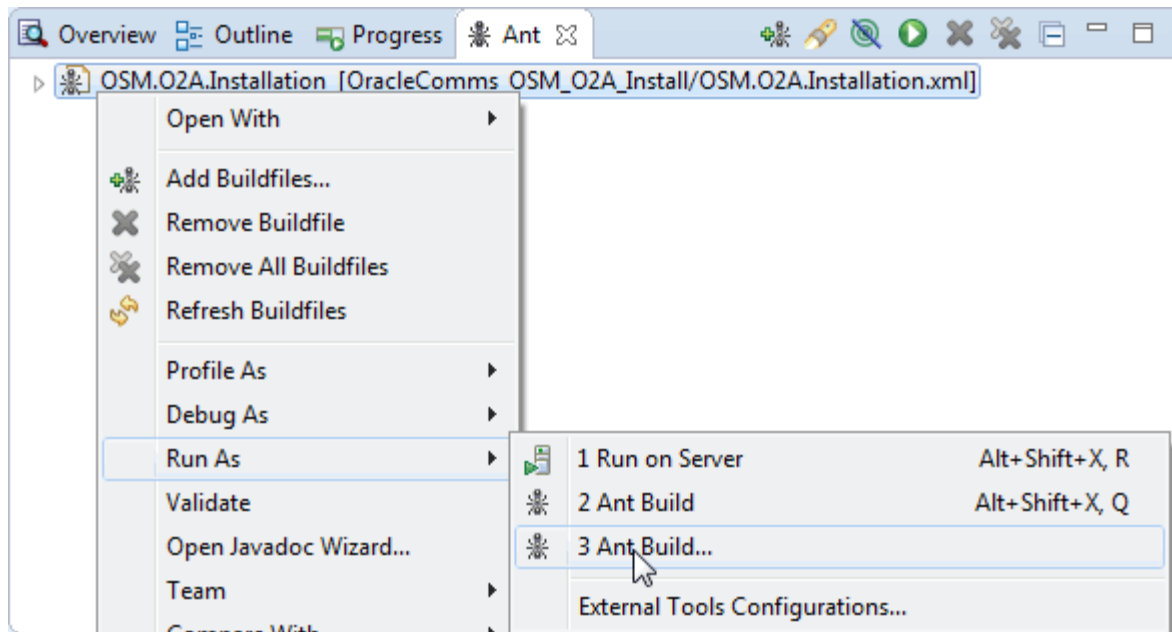 Overview Outline Progress Ant
OSM.O2A.Installation [OracleComms_OSM_O2A_Install/OSM.O2A.Installation.xml]
Open With
Add Buildfiles...
Remove Buildfile
Remove All Buildfiles
Refresh Buildfiles
Profile As
Debug As
Run As
1 Run on Server Alt+Shift+X, R
Validate
2 Ant Build Alt+Shift+X, Q
Open Javadoc Wizard...
3 Ant Build...
Team
External Tools Configurations...
Compare With